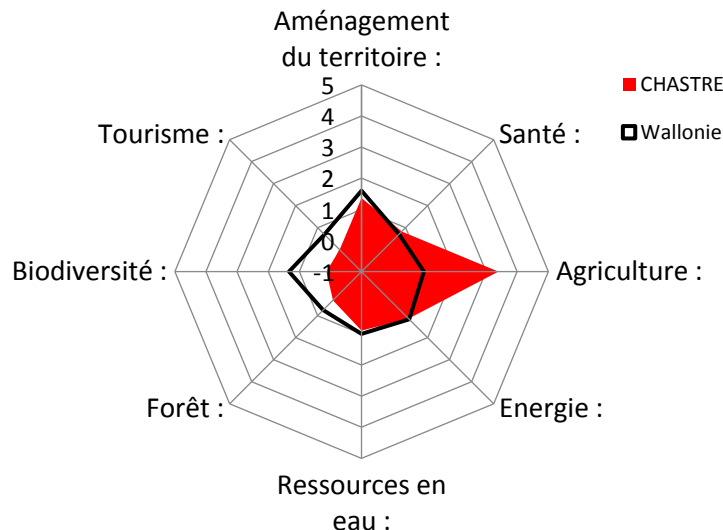 Aménagement
du territoire :
5
4
3
2
1
0
-1
CHASTRE
Wallonie
Tourisme :
Santé :
Biodiversité :
Agriculture :
Forêt :
Energie :
Ressources en
eau :